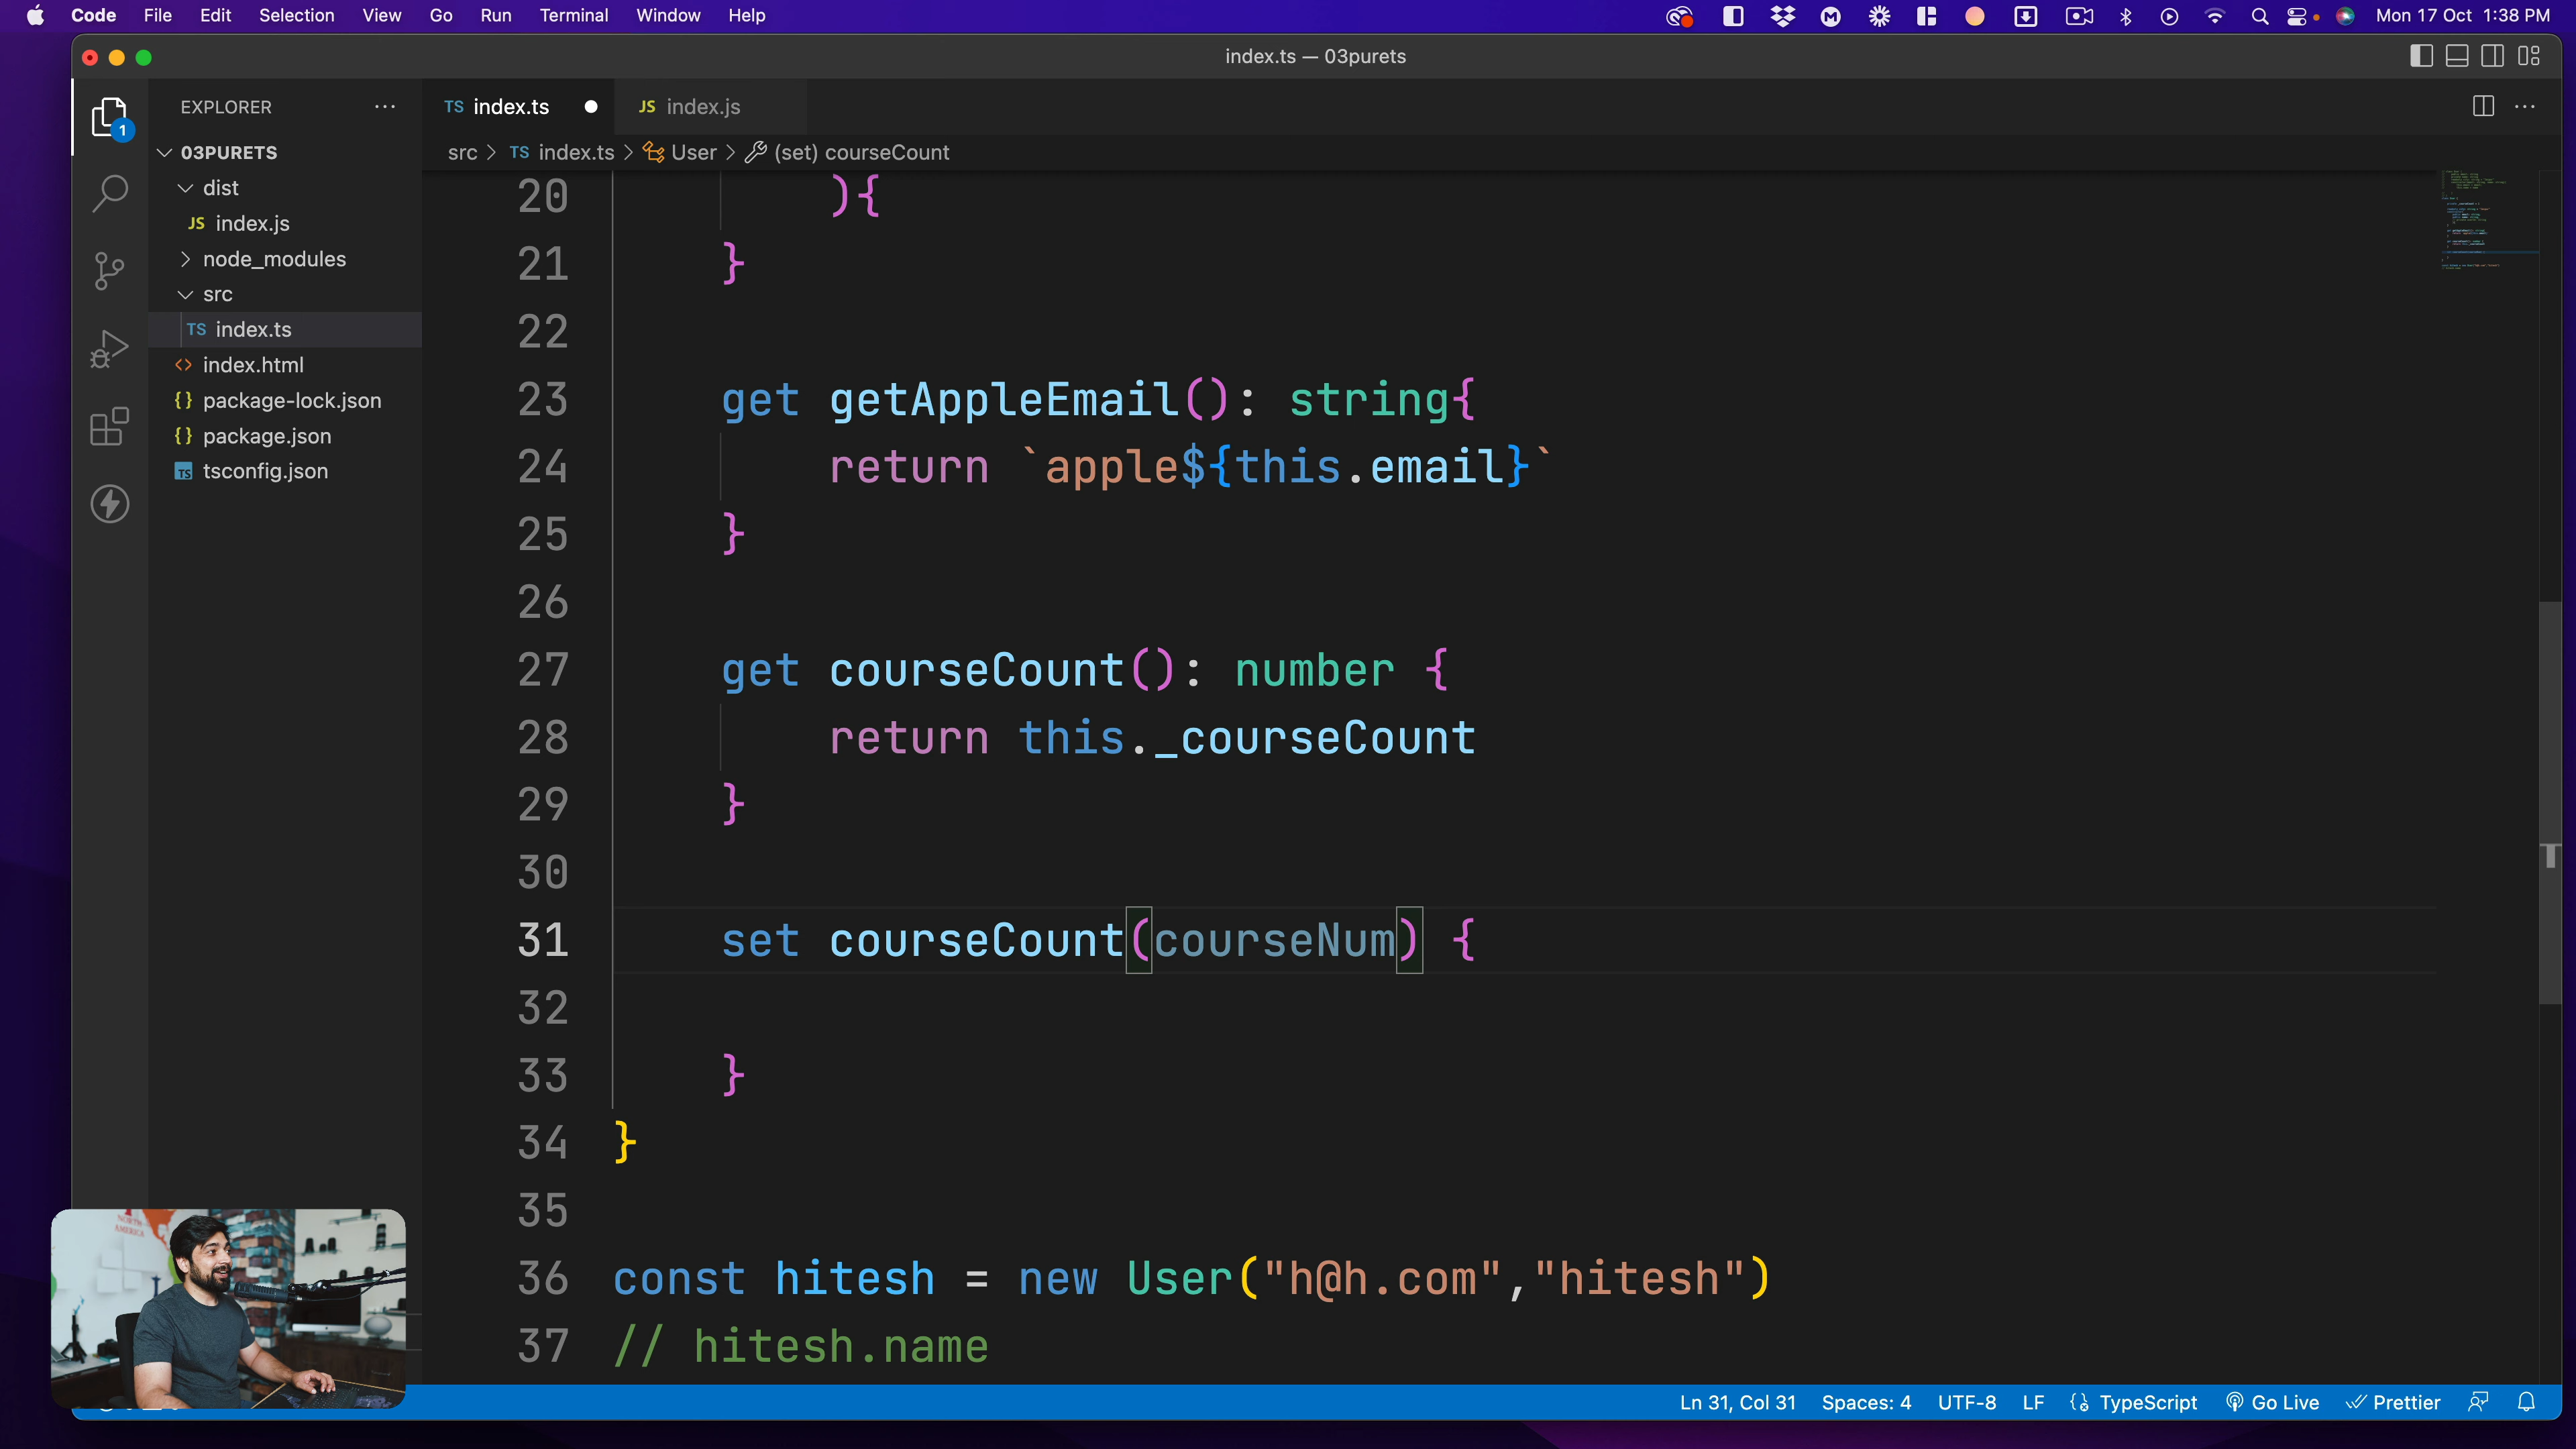 Code File Edit Selection View Go Run Terminal Window Help Mon 17 Oct 1:38 PM
index.ts — 03purets
EXPLORER
1
03PURETS
dist
JS index.js
node_modules
src
TS index.ts
index.html
package-lock.json
package.json
tsconfig.json
TS index.ts
JS index.js
src > TS index.ts > User > (set) courseCount
20 ){
21 }
22
23 get getAppleEmail(): string{
24 return `apple${this.email}`
25 }
26
27 get courseCount(): number {
28 return this._courseCount
29 }
30
31 set courseCount(courseNum) {
32
33 }
34 }
35
36 const hitesh = new User("h@h.com","hitesh")
37 // hitesh.name
NORTH
AMERICA
Ln 31, Col 31 Spaces: 4 UTF-8 LF TypeScript Go Live Prettier